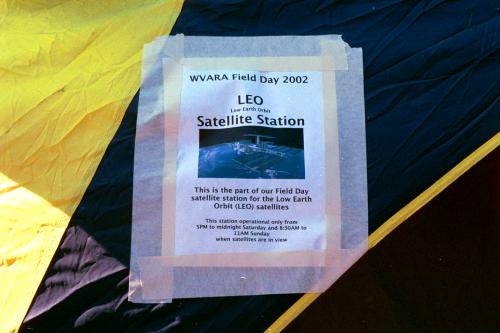 WVARA Field Day 2002
LEO
Low Earth Orbit
Satellite Station
This is the part of our Field Day
satellite station for the Low Earth
Orbit (LEO) satellites
This station operational only from
5PM to midnight Saturday and 8:30AM to
11AM Sunday
when satellites are in view